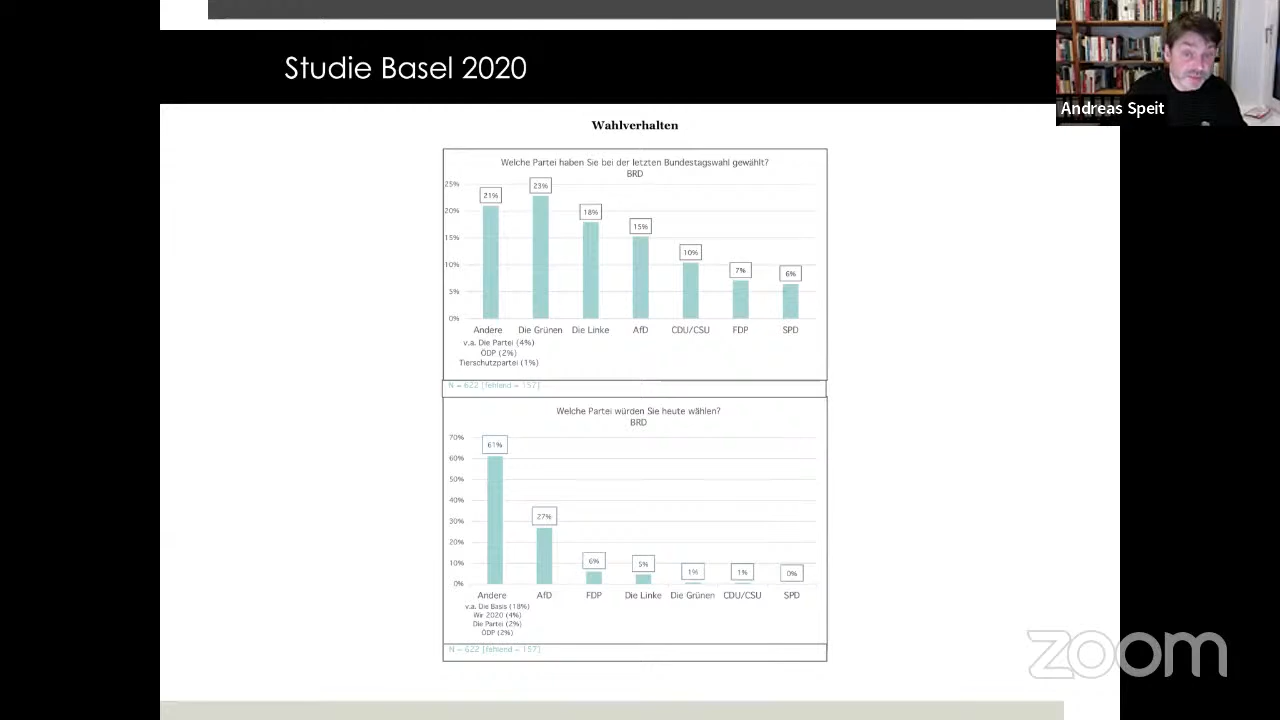 Studie Basel 2020
Andreas Speit
Wahlverhalten
Welche Partei haben Sie bei der letzten Bundestagswahl gewählt?
BRD
25%
20%
15%
10%
5%
0%
21%
23%
18%
15%
10%
7%
6%
Andere
Die Grünen
Die Linke
AfD
CDU/CSU
FDP
SPD
v.a. Die Partei (4%)
ÖDP (2%)
Tierschutzpartei (1%)
N = 622 [fehlend = 157]
Welche Partei würden Sie heute wählen?
BRD
70%
60%
50%
40%
30%
20%
10%
0%
61%
27%
6%
5%
1%
1%
0%
Andere
AfD
FDP
Die Linke
Die Grünen
CDU/CSU
SPD
v.a. Die Basis (18%)
Wir 2020 (4%)
Die Partei (2%)
ÖDP (2%)
N = 622 [fehlend = 157]
zoom